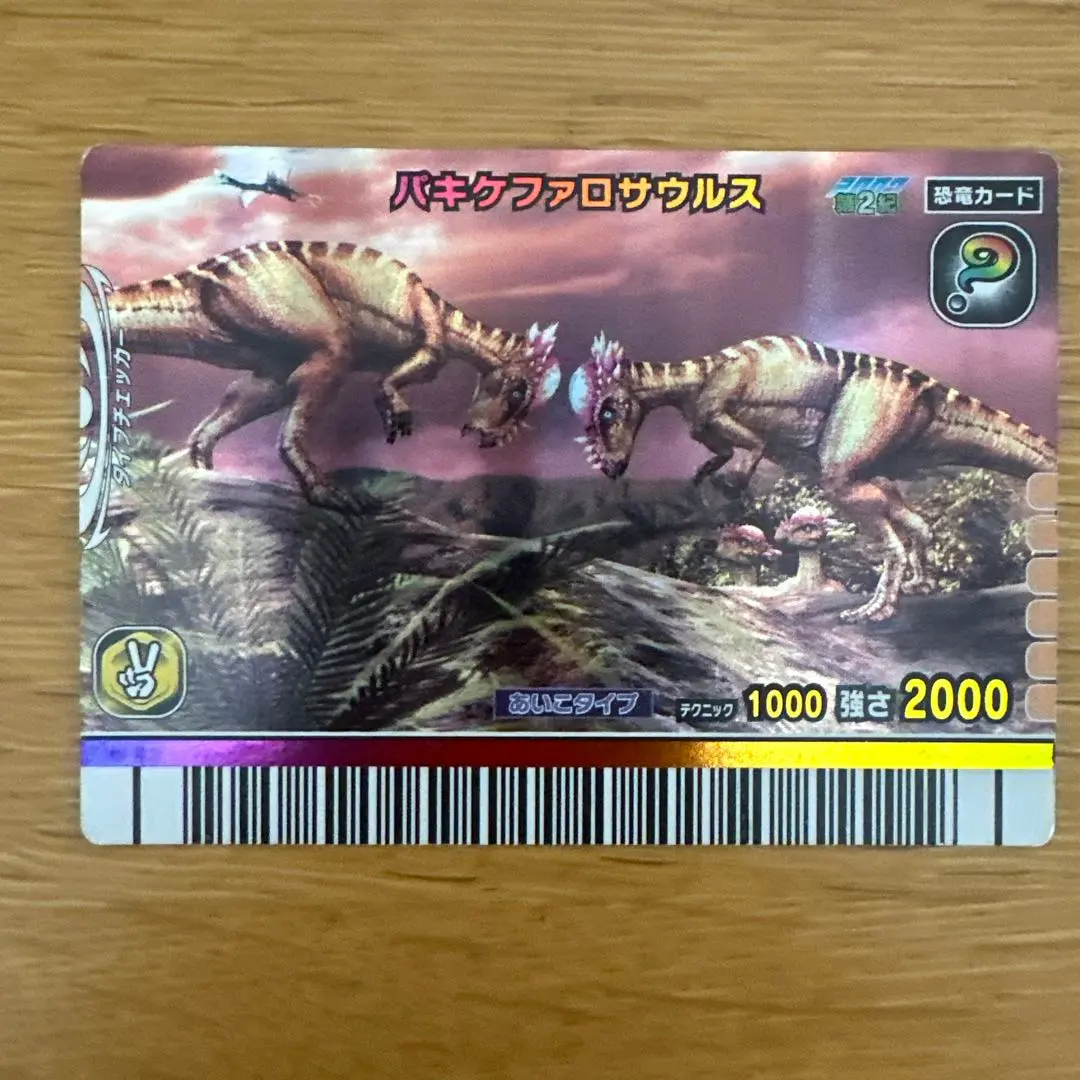 パキケファロサウルス
第2紀
恐竜カード
タイプチェッカー
あいこタイプ
テクニック 1000 強さ 2000